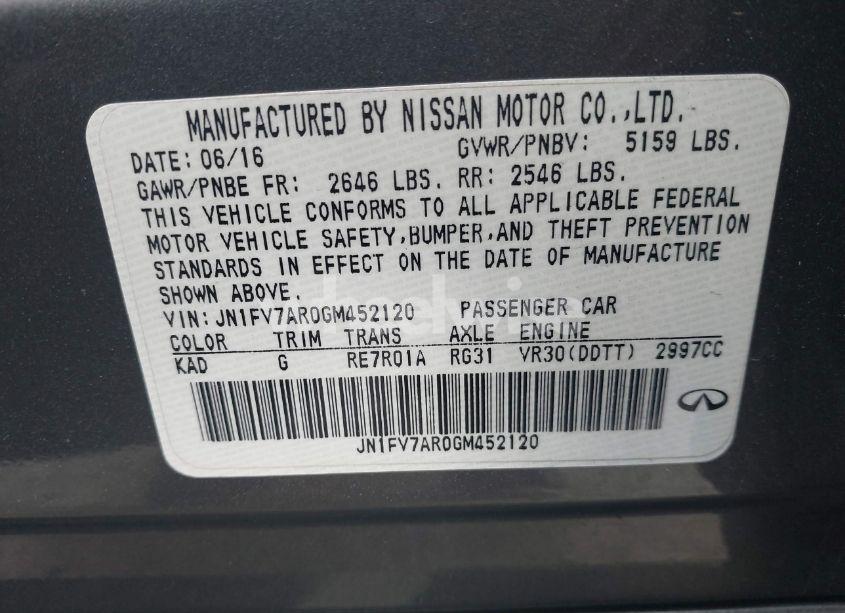 MANUFACTURED BY NISSAN MOTOR CO.,LTD.
DATE: 06/16 GVWR/PNBV: 5159 LBS.
GAWR/PNBE FR: 2646 LBS. RR: 2546 LBS.
THIS VEHICLE CONFORMS TO ALL APPLICABLE FEDERAL
MOTOR VEHICLE SAFETY,BUMPER,AND THEFT PREVENTION
STANDARDS IN EFFECT ON THE DATE OF MANUFACTURE
SHOWN ABOVE.
VIN:JN1FV7AR0GM452120 PASSENGER CAR
COLOR TRIM TRANS AXLE ENGINE
KAD G RE7R01A RG31 VR30(DDTT) 2997CC
JN1FV7AR0GM452120